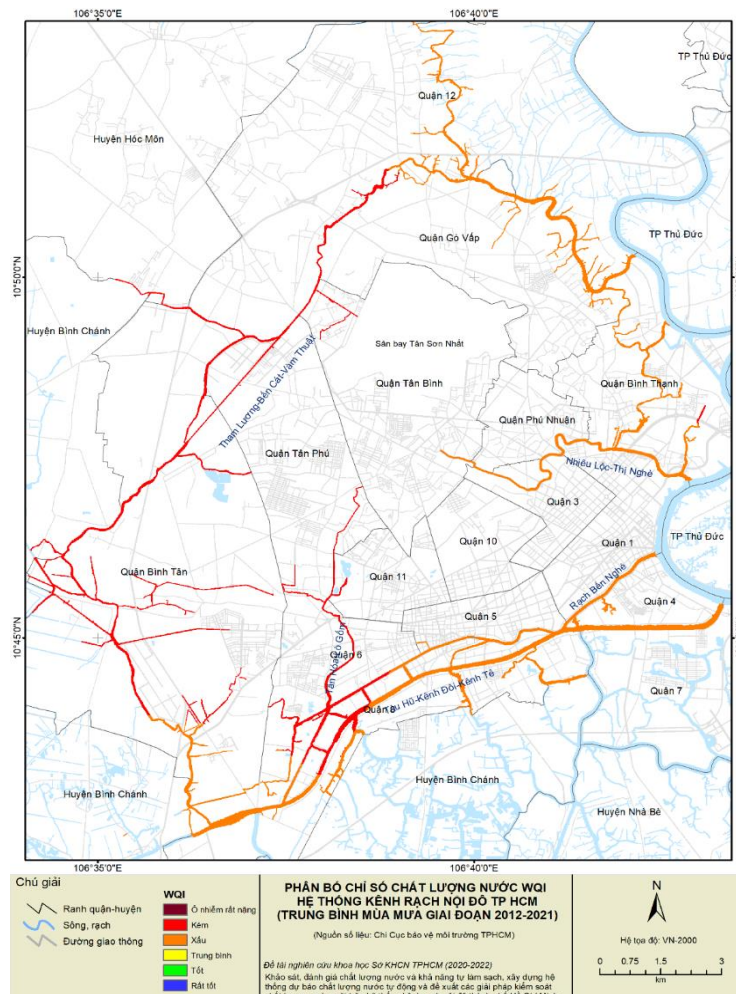 106°35'0"E
106°40'0"E
TP Thủ Đức
Quận 12
Huyện Hóc Môn
TP Thủ Đức
Quận Gò Vấp
10°50'0"N
Huyện Bình Chánh
Sân bay Tân Sơn Nhất
Tham Lương-Bến Cát-Vàm Thuật
Quận Tân Bình
Quận Bình Thạnh
Quận Phú Nhuận
Quận Tân Phú
Nhiêu Lộc-Thị Nghè
Quận 3
Quận 10
Quận 1
TP Thủ Đức
Quận Bình Tân
Quận 11
Rạch Bến Nghé
Quận 4
Quận 5
10°45'0"N
Quận 6
Quận 7
Hũ-Kênh Đôi-Kênh Tẻ
Huyện Bình Chánh
Huyện Bình Chánh
Huyện Nhà Bè
106°35'0"E
106°40'0"E
Chú giải
Ranh quận-huyện
Sông, rạch
Đường giao thông
WQI
Ô nhiễm rất nặng
Kém
Xấu
Trung bình
Tốt
Rất tốt
PHÂN BỐ CHỈ SỐ CHẤT LƯỢNG NƯỚC WQI
HỆ THỐNG KÊNH RẠCH NỘI ĐÔ TP HCM
(TRUNG BÌNH MÙA MƯA GIAI ĐOẠN 2012-2021)
(Nguồn số liệu: Chi Cục bảo vệ môi trường TPHCM)
Đề tài nghiên cứu khoa học Sở KHCN TPHCM (2020-2022)
Khảo sát, đánh giá chất lượng nước và khả năng tự làm sạch, xây dựng hệ
thống dự báo chất lượng nước tự động và đề xuất các giải pháp kiểm soát
N
Hệ tọa độ: VN-2000
0 0.75 1.5 3
km